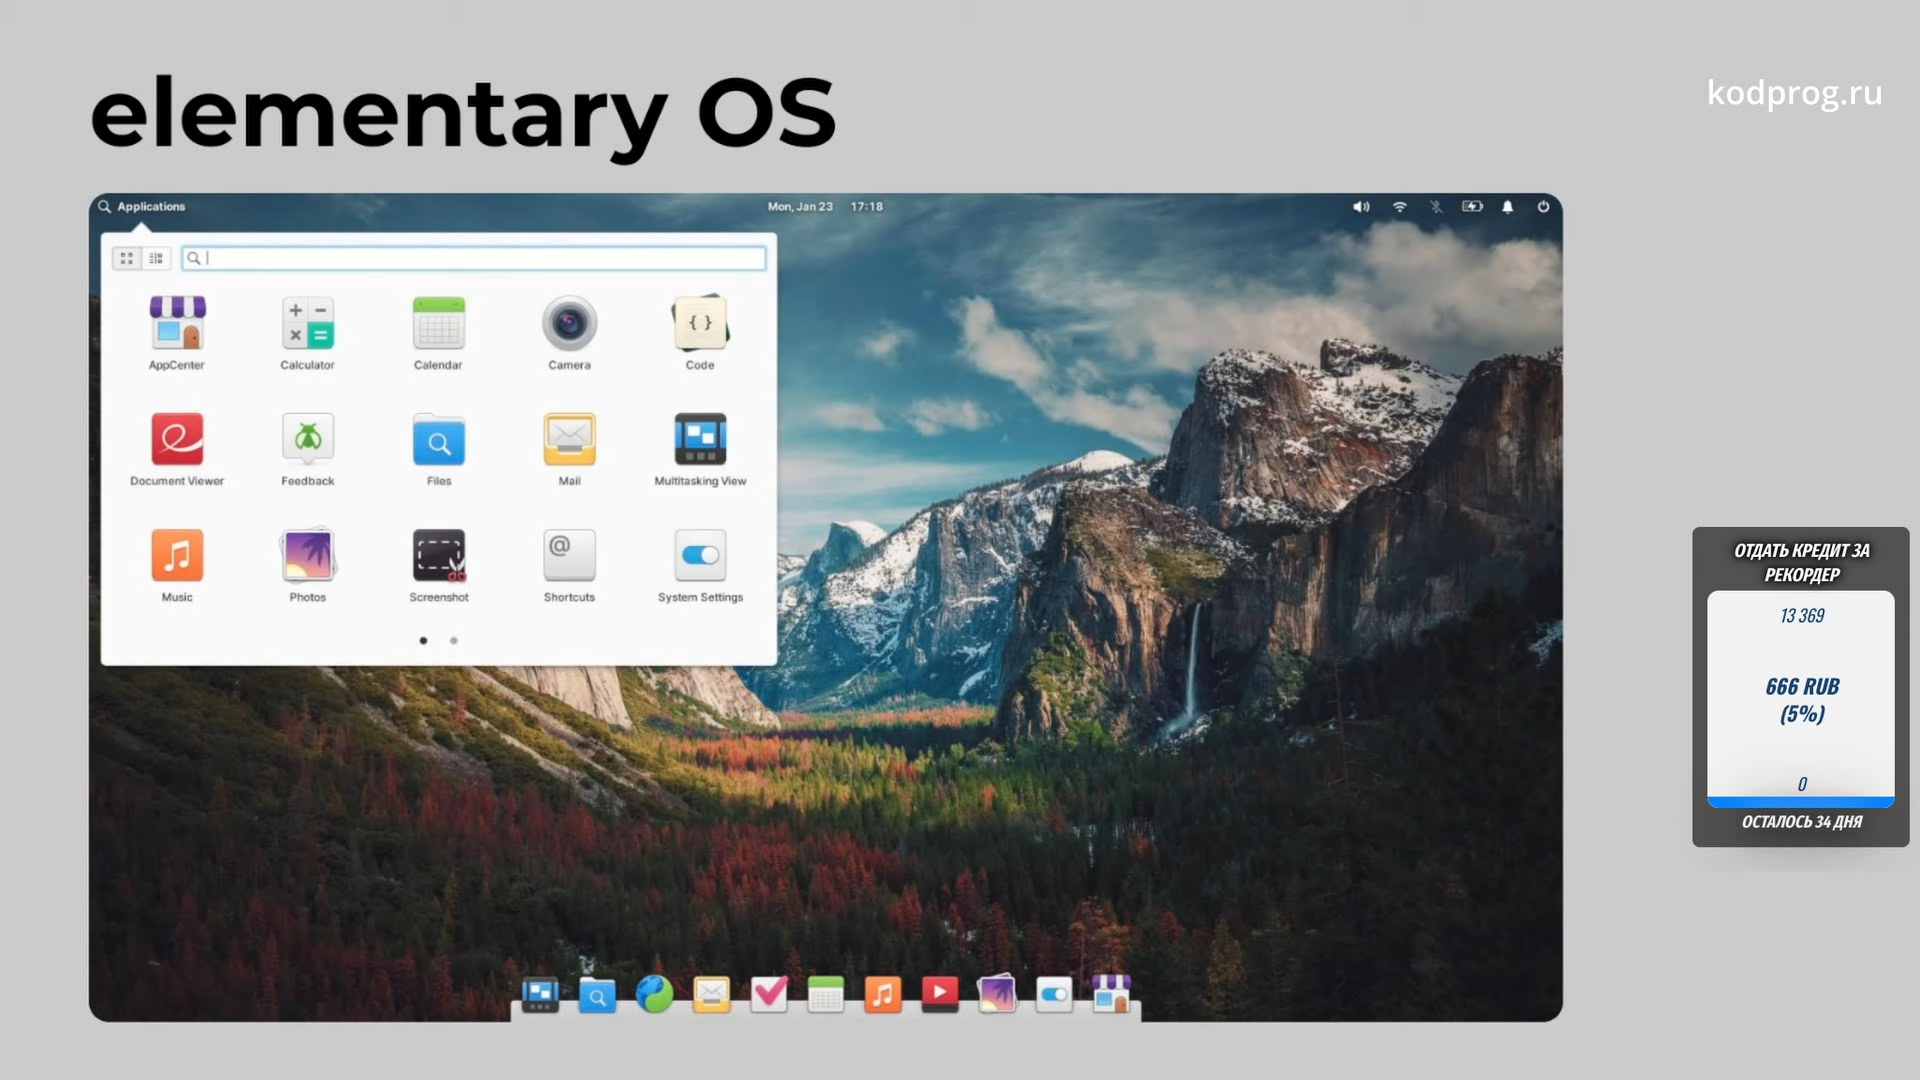 elementary OS
kodprog.ru
Applications
Mon, Jan 23 17:18
AppCenter
Calculator
Calendar
Camera
Code
Document Viewer
Feedback
Files
Mail
Multitasking View
Music
Photos
Screenshot
Shortcuts
System Settings
ОТДАТЬ КРЕДИТ ЗА
РЕКОРДЕР
13 369
666 RUB
(5%)
0
ОСТАЛОСЬ 34 ДНЯ